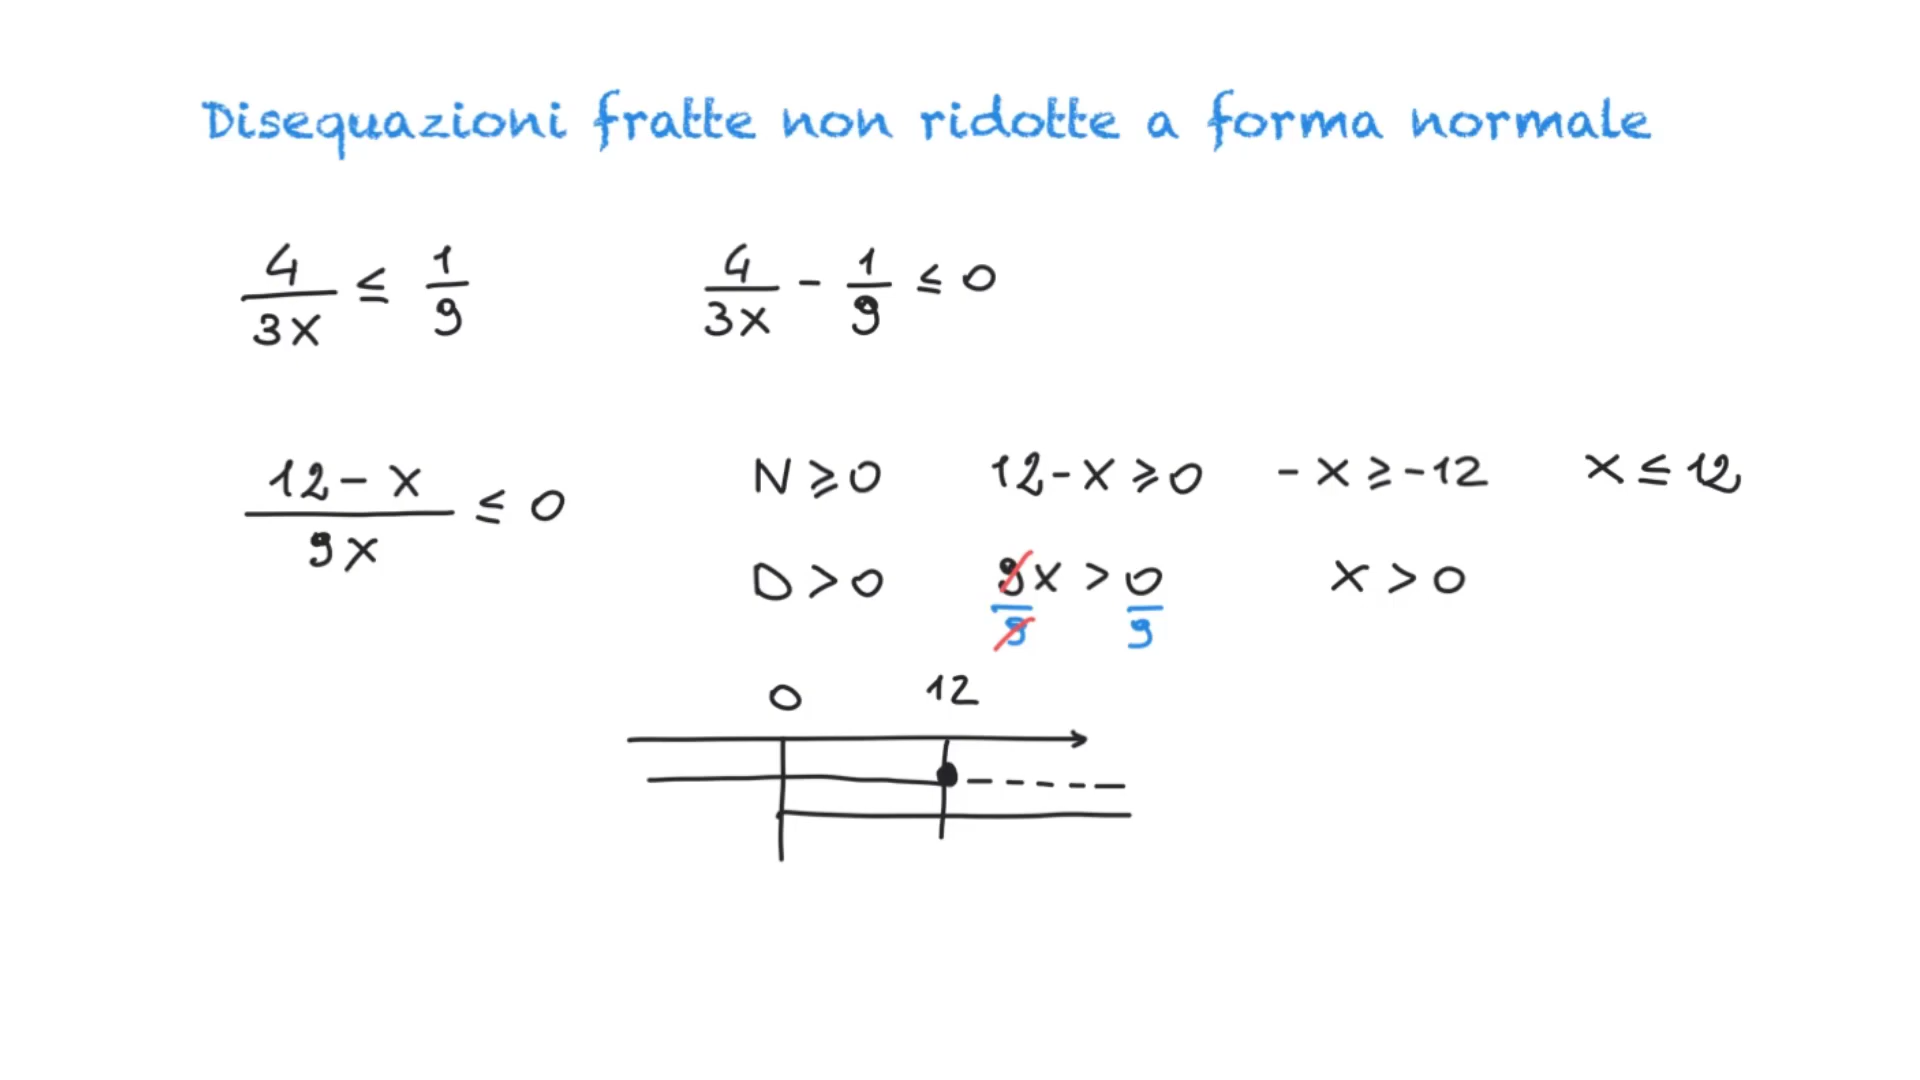 Disequazioni fratte non ridotte a forma normale
4/3x ≤ 1/9    4/3x - 1/9 ≤ 0
12-x/9x ≤ 0    N ⩾ 0    12-x ⩾ 0    -x ⩾ -12    x ≤ 12
D > 0    9x/9 > 0/9    x > 0
0    12